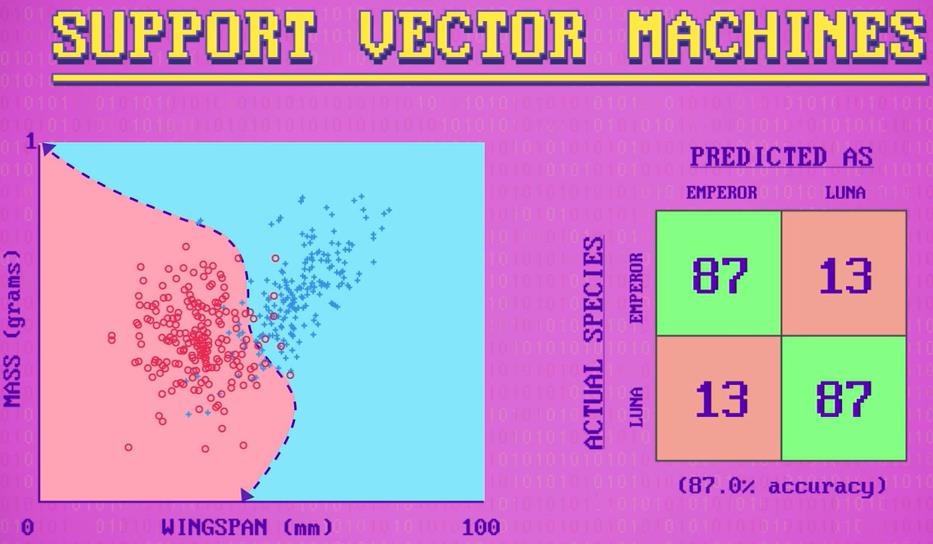 SUPPORT VECTOR MACHINES
1
MASS (grams)
0
WINGSPAN (mm)
100
PREDICTED AS
EMPEROR LUNA
ACTUAL SPECIES
EMPEROR
87 13
LUNA
13 87
(87.0% accuracy)